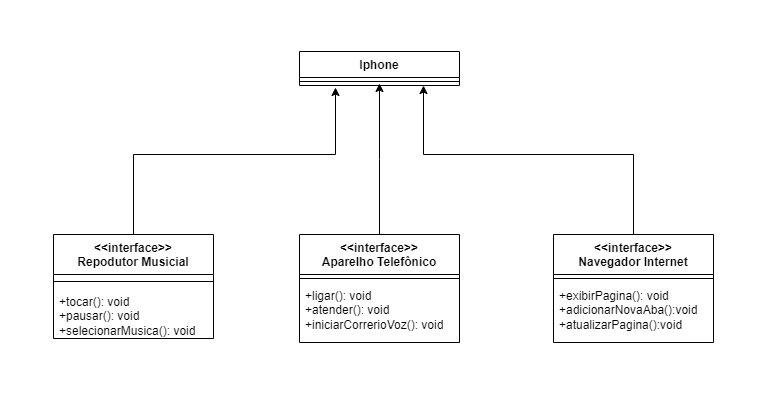 Iphone
<<interface>>
Repodutor Musicial
+tocar(): void
+pausar(): void
+selecionarMusica(): void
<<interface>>
Aparelho Telefônico
+ligar(): void
+atender(): void
+iniciarCorrerioVoz(): void
<<interface>>
Navegador Internet
+exibirPagina(): void
+adicionarNovaAba():void
+atualizarPagina():void